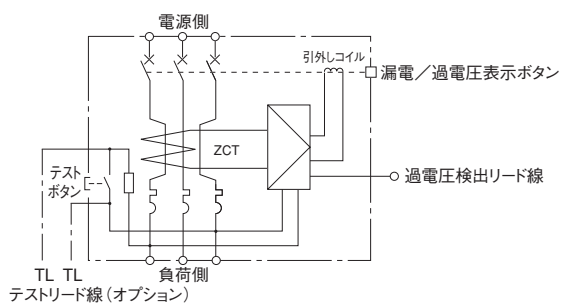 電源側
引外しコイル
漏電／過電圧表示ボタン
ZCT
テスト
ボタン
過電圧検出リード線
TL TL
負荷側
テストリード線（オプション）